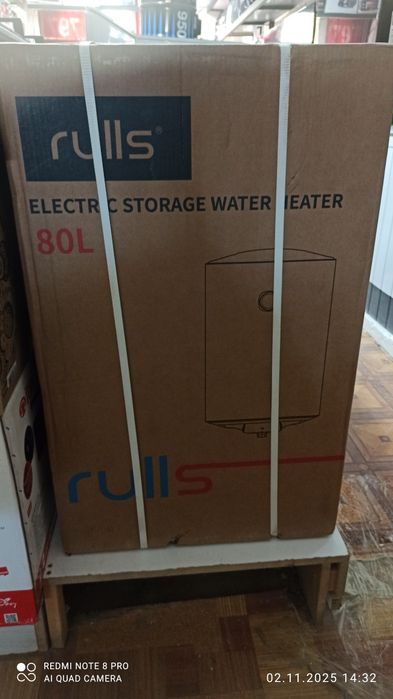 rulls®
ELECTRIC STORAGE WATER HEATER
80L
rulls
REDMI NOTE 8 PRO
AI QUAD CAMERA
02.11.2025 14:32